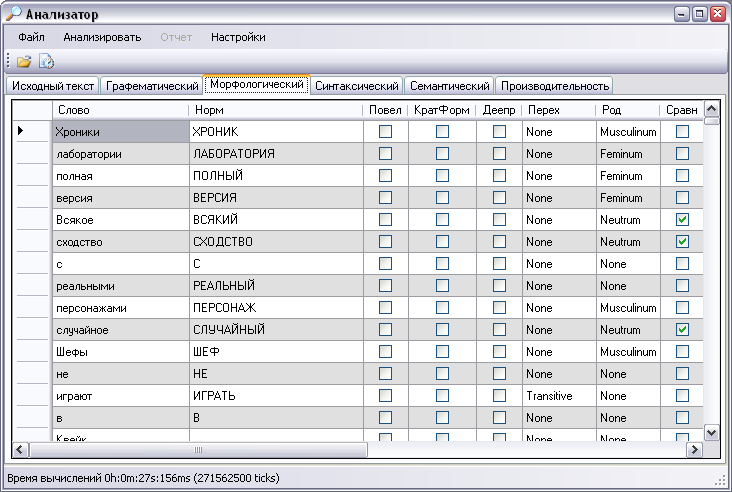 Анализатор
Файл Анализировать Отчет Настройки
Исходный текст Графематический Морфологический Синтаксический Семантический Производительность
Слово Норм Повел КратФорм Деепр Перех Род Сравн
Хроники ХРОНИК None Musculinum
лаборатории ЛАБОРАТОРИЯ None Feminum
полная ПОЛНЫЙ None Feminum
версия ВЕРСИЯ None Feminum
Всякое ВСЯКИЙ None Neutrum
сходство СХОДСТВО None Neutrum
с С None None
реальными РЕАЛЬНЫЙ None None
персонажами ПЕРСОНАЖ None Musculinum
случайное СЛУЧАЙНЫЙ None Neutrum
Шефы ШЕФ None Musculinum
не НЕ None None
играют ИГРАТЬ Transitive None
в В None None
Квейк None None
Время вычислений 0h:0m:27s:156ms (271562500 ticks)